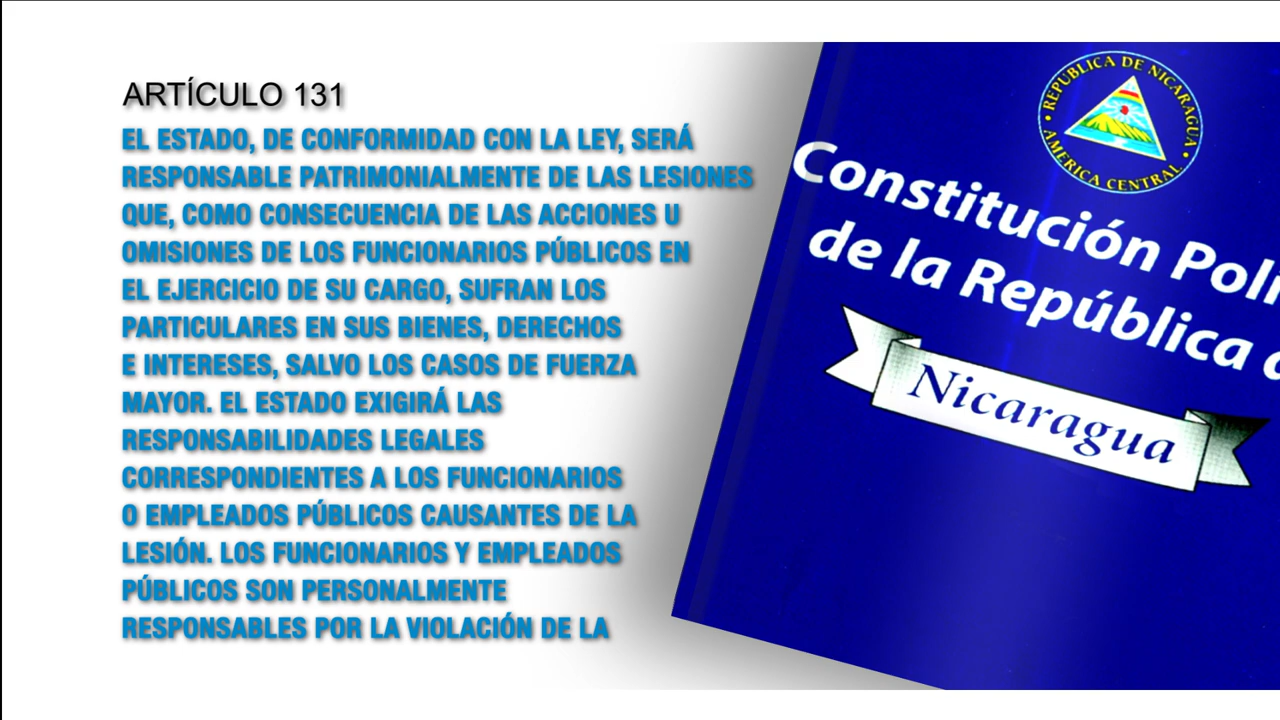 ARTÍCULO 131
EL ESTADO, DE CONFORMIDAD CON LA LEY, SERÁ
RESPONSABLE PATRIMONIALMENTE DE LAS LESIONES
QUE, COMO CONSECUENCIA DE LAS ACCIONES U
OMISIONES DE LOS FUNCIONARIOS PÚBLICOS EN
EL EJERCICIO DE SU CARGO, SUFRAN LOS
PARTICULARES EN SUS BIENES, DERECHOS
E INTERESES, SALVO LOS CASOS DE FUERZA
MAYOR. EL ESTADO EXIGIRÁ LAS
RESPONSABILIDADES LEGALES
CORRESPONDIENTES A LOS FUNCIONARIOS
O EMPLEADOS PÚBLICOS CAUSANTES DE LA
LESIÓN. LOS FUNCIONARIOS Y EMPLEADOS
PÚBLICOS SON PERSONALMENTE
RESPONSABLES POR LA VIOLACIÓN DE LA
REPUBLICA DE NICARAGUA
AMERICA CENTRAL
Constitución Polí
de la República d
Nicaragua